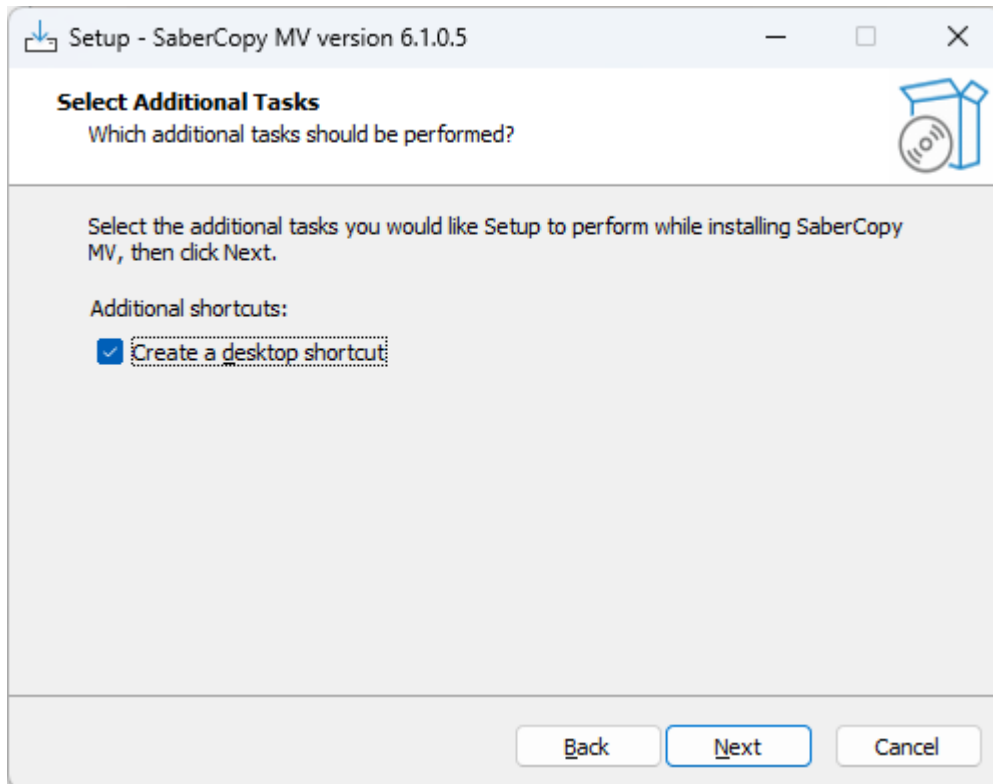 Setup - SaberCopy MV version 6.1.0.5
Select Additional Tasks
Which additional tasks should be performed?
Select the additional tasks you would like Setup to perform while installing SaberCopy
MV, then click Next.
Additional shortcuts:
Create a desktop shortcut
Back
Next
Cancel